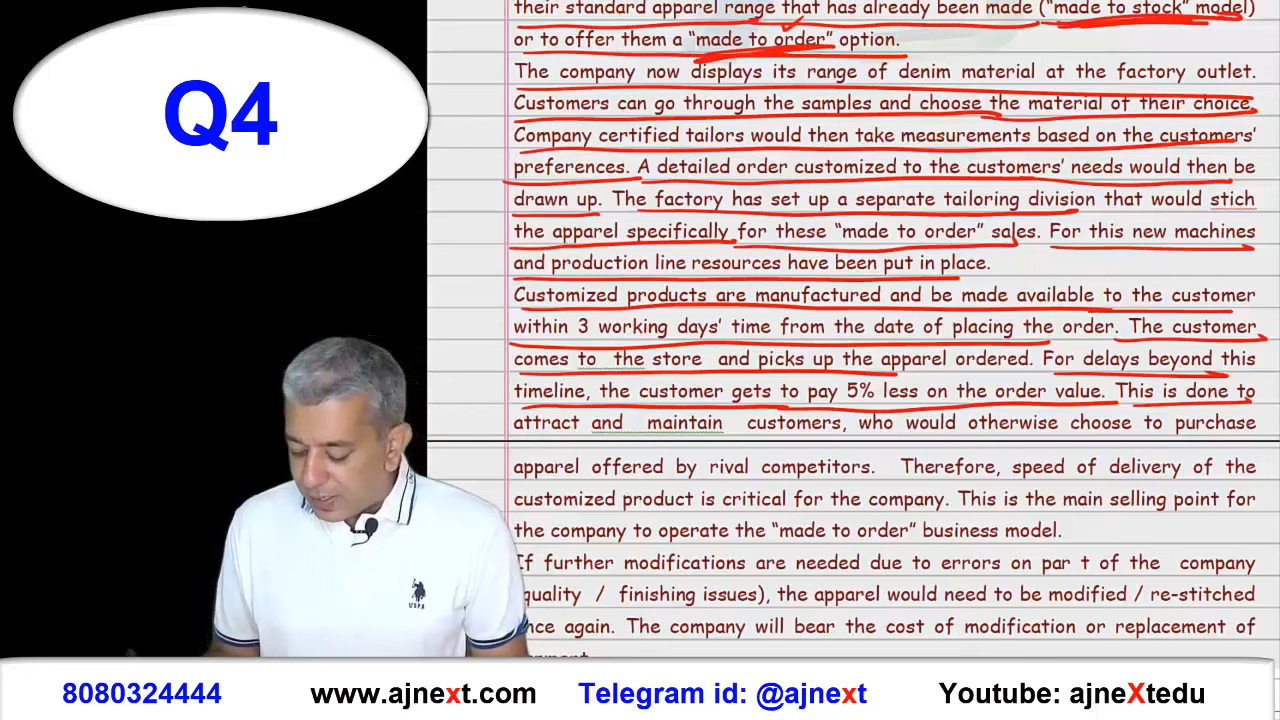 Q4
their standard apparel range that has already been made ("made to stock" model)
or to offer them a "made to order" option.
The company now displays its range of denim material at the factory outlet.
Customers can go through the samples and choose the material of their choice.
Company certified tailors would then take measurements based on the customers'
preferences. A detailed order customized to the customers' needs would then be
drawn up. The factory has set up a separate tailoring division that would stich
the apparel specifically for these "made to order" sales. For this new machines
and production line resources have been put in place.
Customized products are manufactured and be made available to the customer
within 3 working days' time from the date of placing the order. The customer
comes to the store and picks up the apparel ordered. For delays beyond this
timeline, the customer gets to pay 5% less on the order value. This is done to
attract and maintain customers, who would otherwise choose to purchase
apparel offered by rival competitors. Therefore, speed of delivery of the
customized product is critical for the company. This is the main selling point for
the company to operate the "made to order" business model.
If further modifications are needed due to errors on par t of the company
quality / finishing issues), the apparel would need to be modified / re-stitched
nce again. The company will bear the cost of modification or replacement of
USPA
8080324444 www.ajnext.com Telegram id: @ajnext Youtube: ajneXtedu